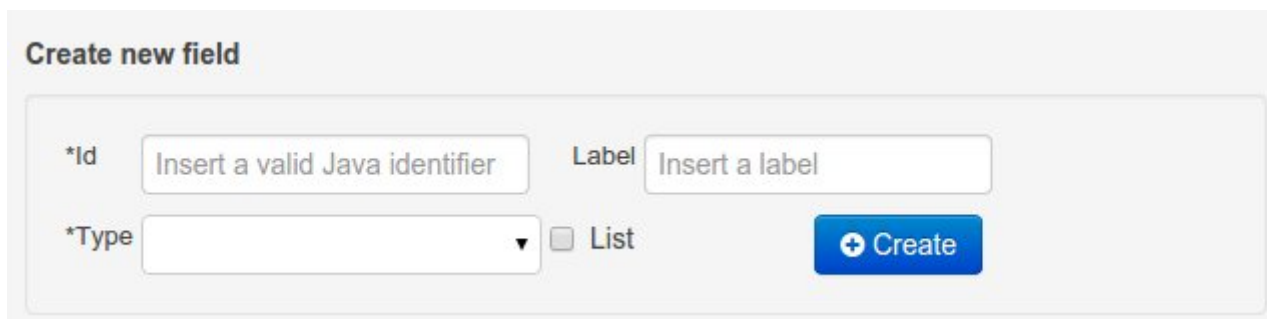 Create new field
*Id Insert a valid Java identifier Label Insert a label
*Type List Create